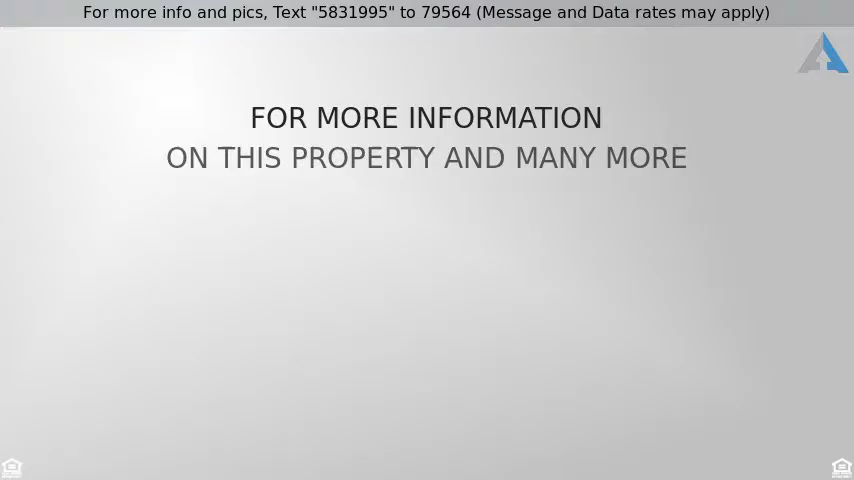 For more info and pics, Text "5831995" to 79564 (Message and Data rates may apply)
FOR MORE INFORMATION
ON THIS PROPERTY AND MANY MORE